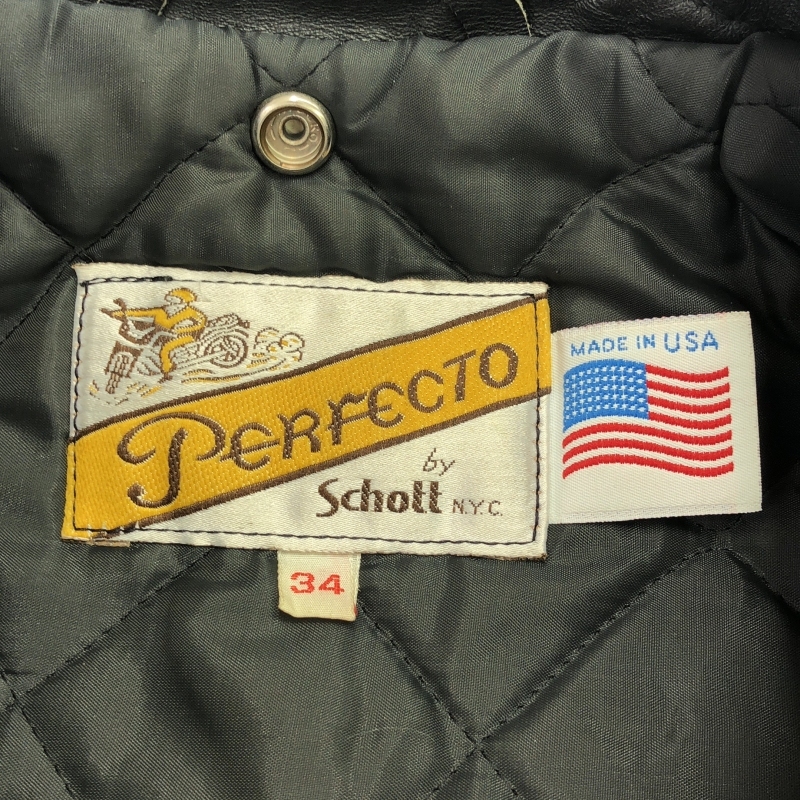 PERFECTO
by
Schott N.Y.C.
MADE IN USA
34